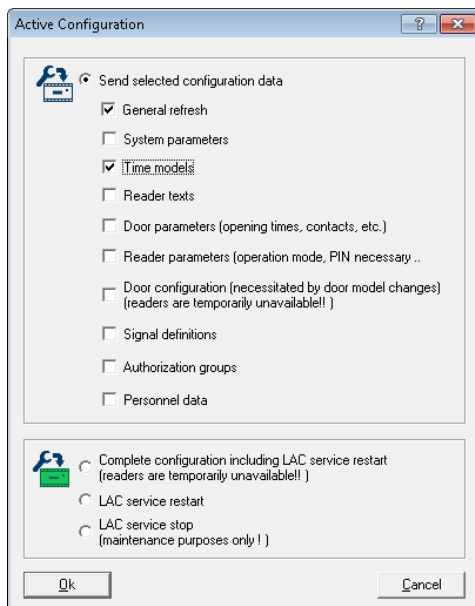 Active Configuration
Send selected configuration data
General refresh
System parameters
Time models
Reader texts
Door parameters (opening times, contacts, etc.)
Reader parameters (operation mode, PIN necessary ..
Door configuration (necessitated by door model changes)
(readers are temporarily unavailable!! )
Signal definitions
Authorization groups
Personnel data
Complete configuration including LAC service restart
(readers are temporarily unavailable!! )
LAC service restart
LAC service stop
(maintenance purposes only ! )
Ok
Cancel